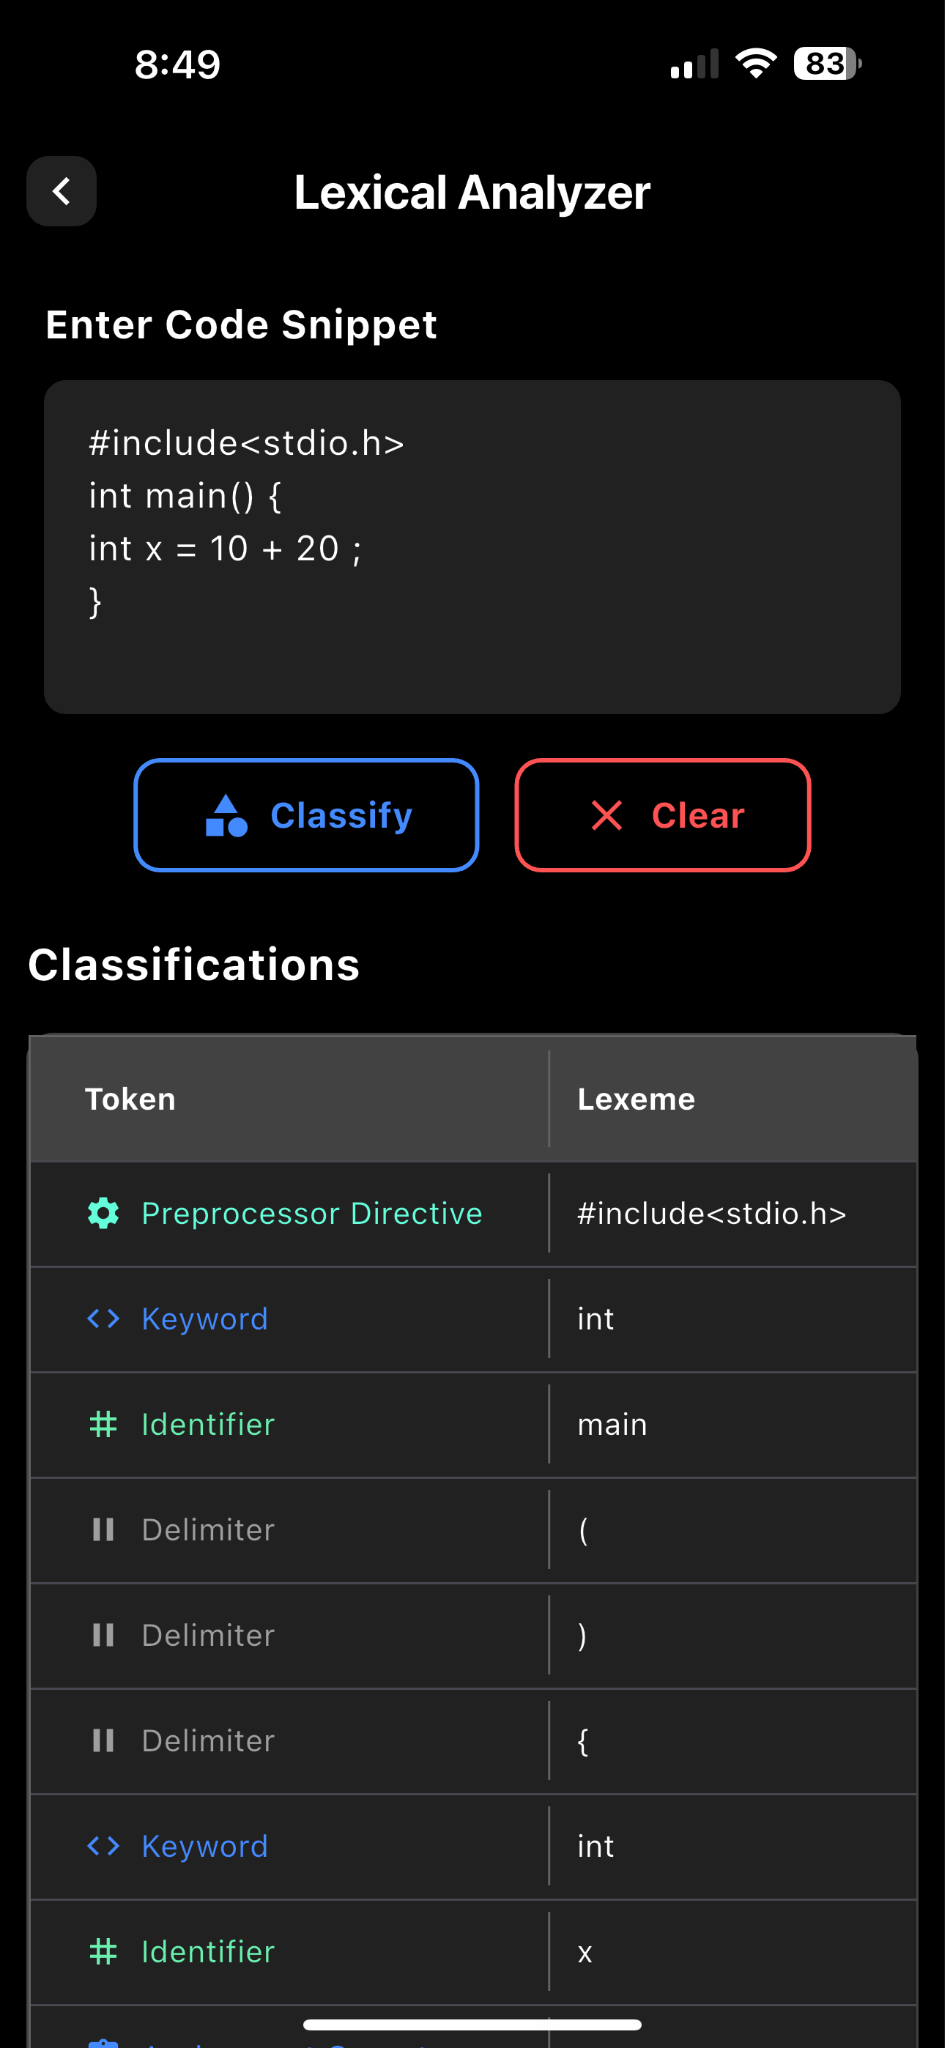 8:49
83
Lexical Analyzer
Enter Code Snippet
#include<stdio.h>
int main() {
int x = 10 + 20 ;
}
Classify
Clear
Classifications
Token Lexeme
Preprocessor Directive #include<stdio.h>
Keyword int
Identifier main
Delimiter (
Delimiter )
Delimiter {
Keyword int
Identifier x